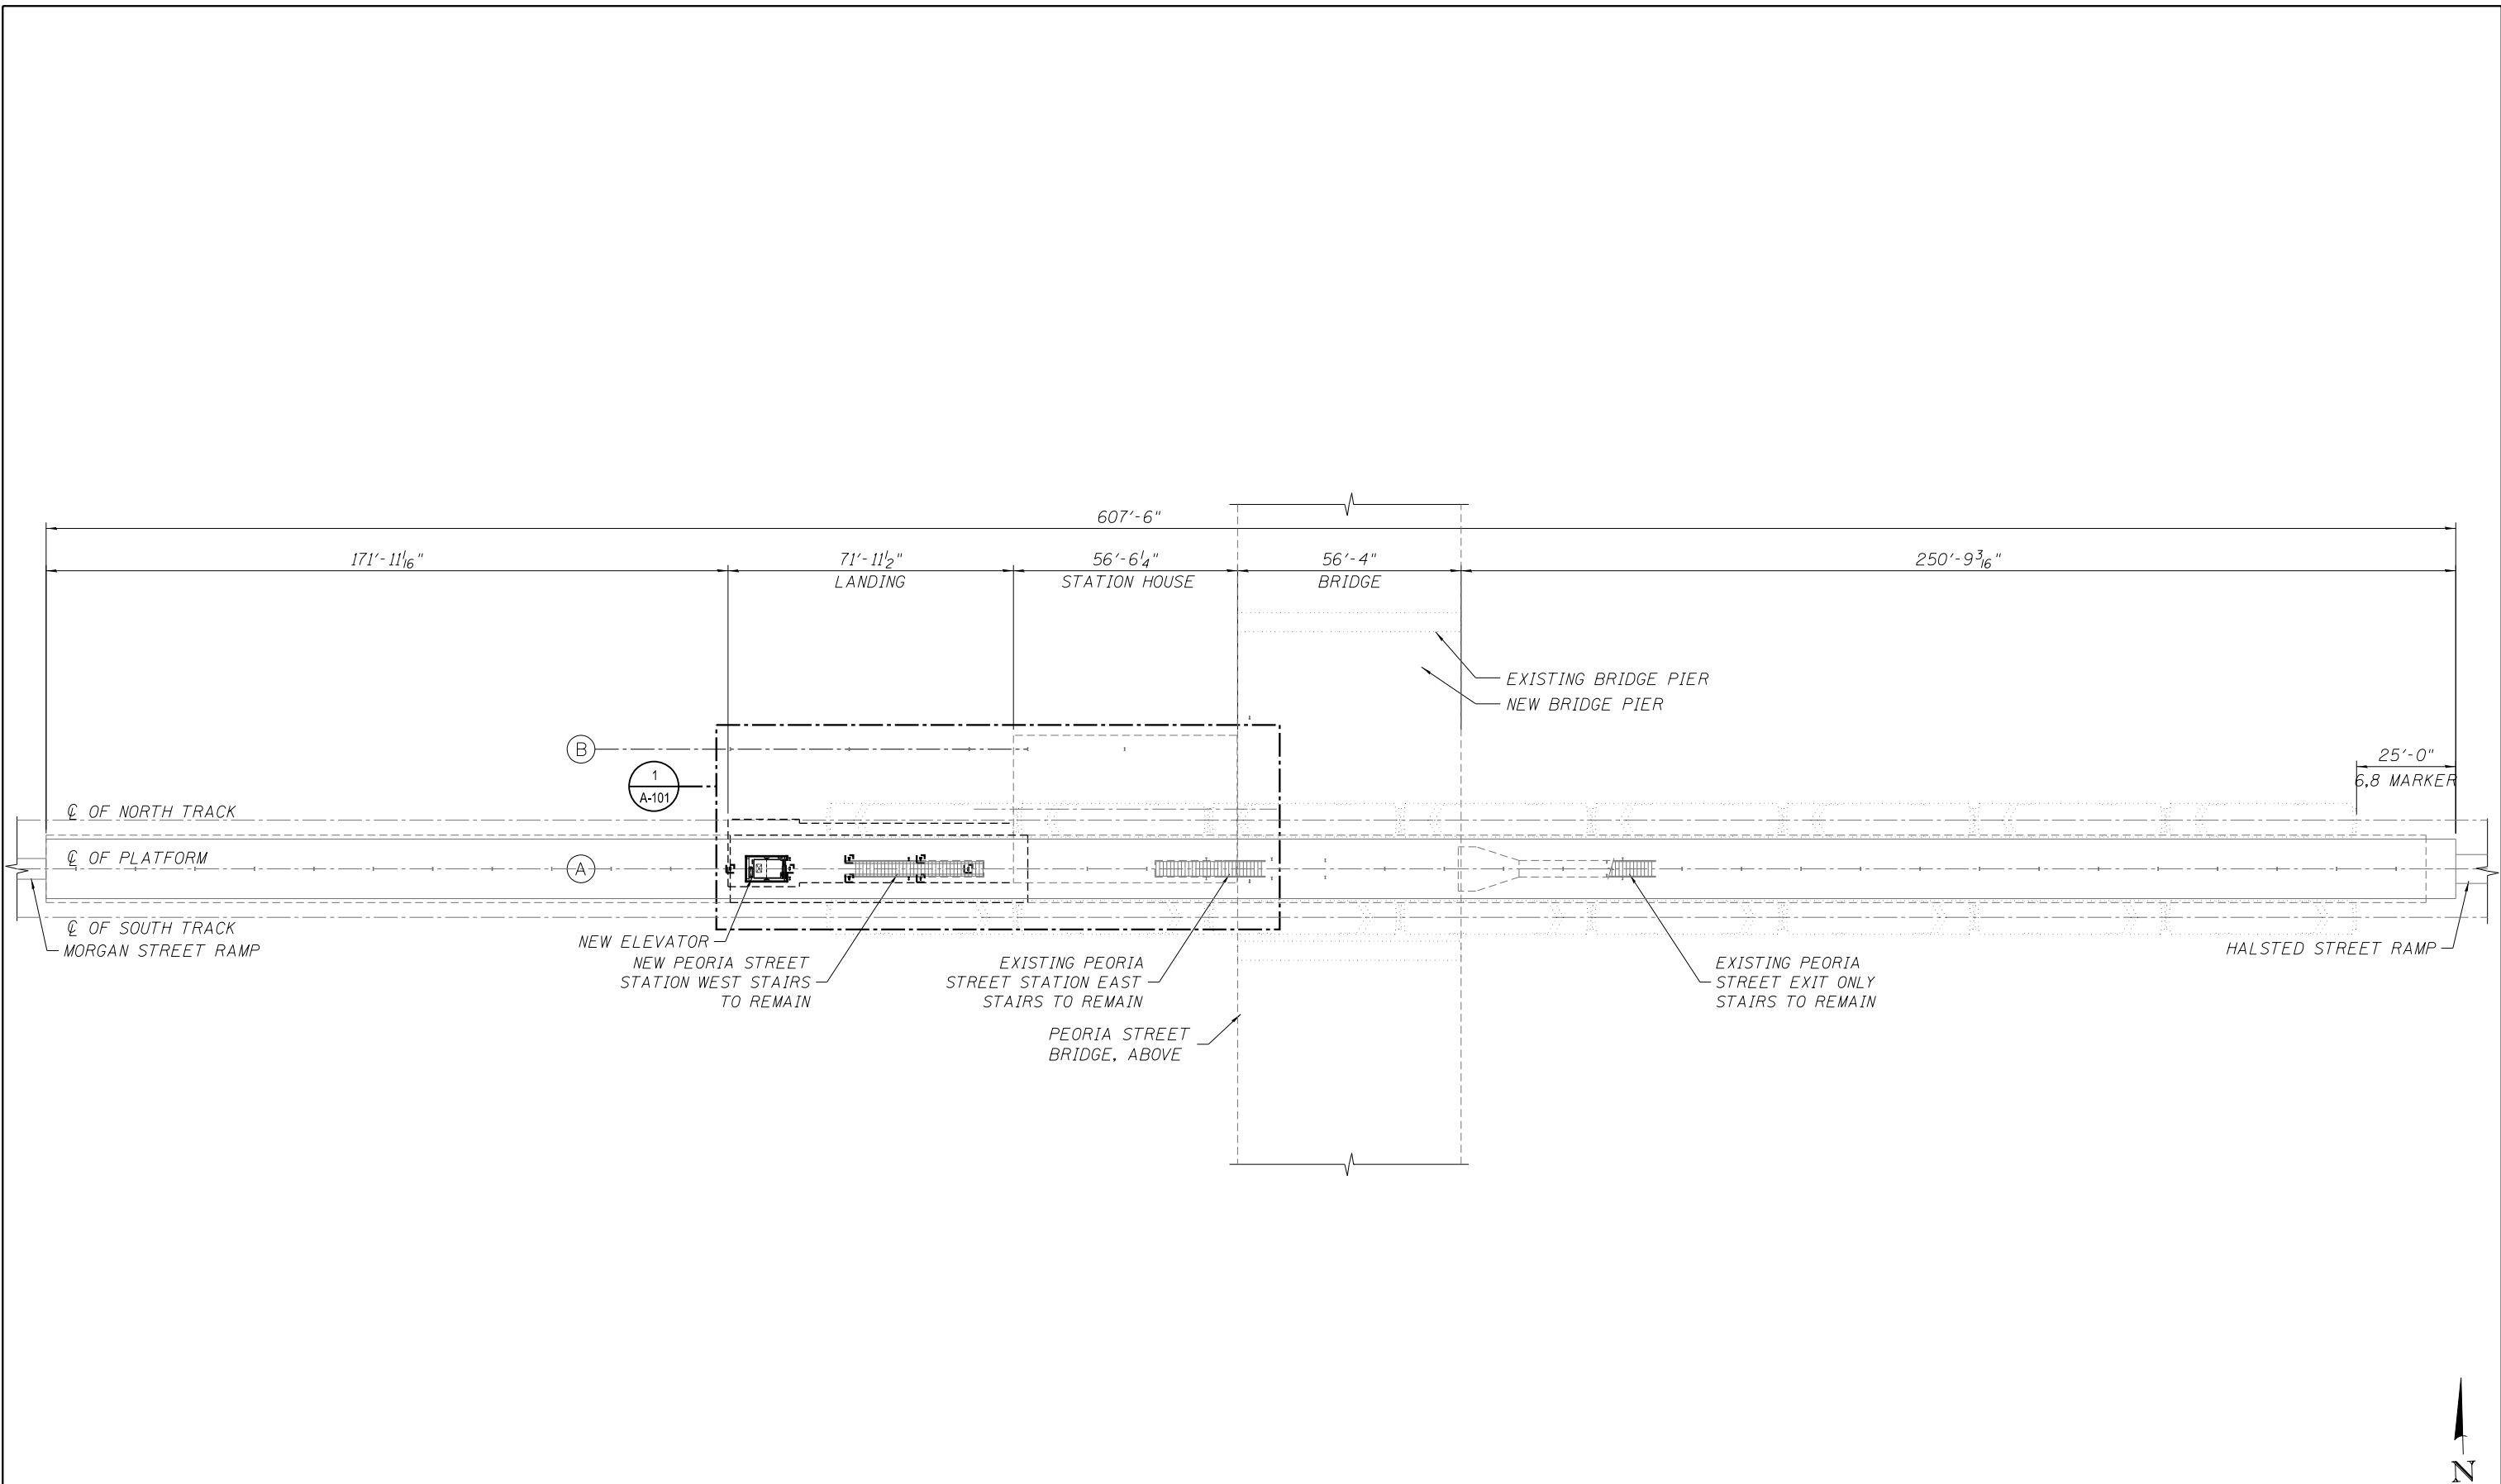 607'-6"
171'-11 1/16"
71'-11 1/2"
LANDING
56'-6 1/4"
STATION HOUSE
56'-4"
BRIDGE
250'-9 3/16"
EXISTING BRIDGE PIER
NEW BRIDGE PIER
B
1
A-101
25'-0"
6,8 MARKER
℄ OF NORTH TRACK
℄ OF PLATFORM
A
℄ OF SOUTH TRACK
MORGAN STREET RAMP
NEW ELEVATOR
NEW PEORIA STREET
STATION WEST STAIRS
TO REMAIN
EXISTING PEORIA
STREET STATION EAST
STAIRS TO REMAIN
PEORIA STREET
BRIDGE, ABOVE
EXISTING PEORIA
STREET EXIT ONLY
STAIRS TO REMAIN
HALSTED STREET RAMP
N